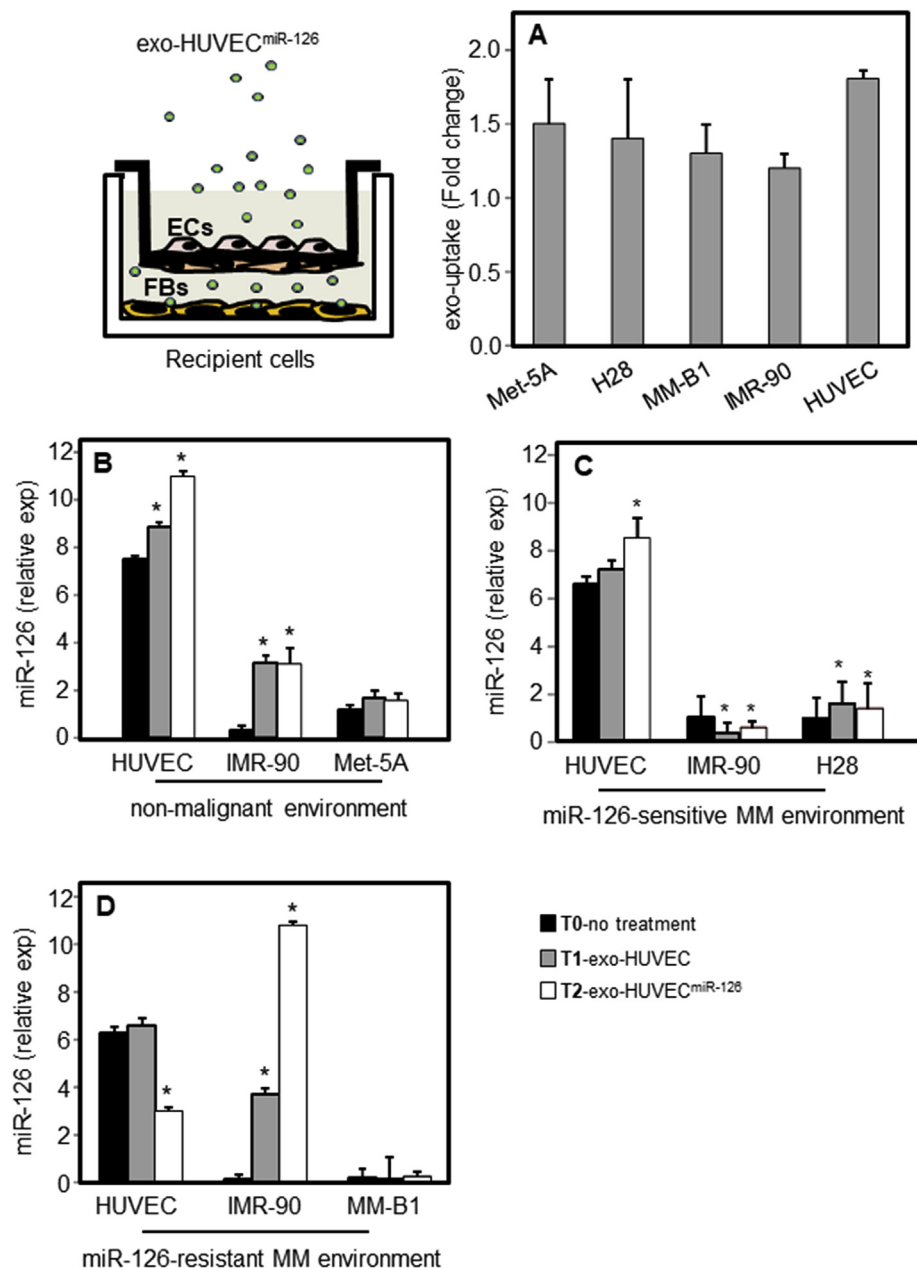 exo-HUVEC^miR-126
ECs
FBs
Recipient cells
A
exo-uptake (Fold change)
2.0
1.5
1.0
0.5
0.0
Met-5A
H28
MM-B1
IMR-90
HUVEC
B
miR-126 (relative exp)
12
10
8
6
4
2
0
*
*
*
*
HUVEC IMR-90 Met-5A
non-malignant environment
C
miR-126 (relative exp)
12
10
8
6
4
2
0
*
*
*
*
*
HUVEC IMR-90 H28
miR-126-sensitive MM environment
D
miR-126 (relative exp)
12
10
8
6
4
2
0
*
*
*
HUVEC IMR-90 MM-B1
miR-126-resistant MM environment
T0-no treatment
T1-exo-HUVEC
T2-exo-HUVEC^miR-126